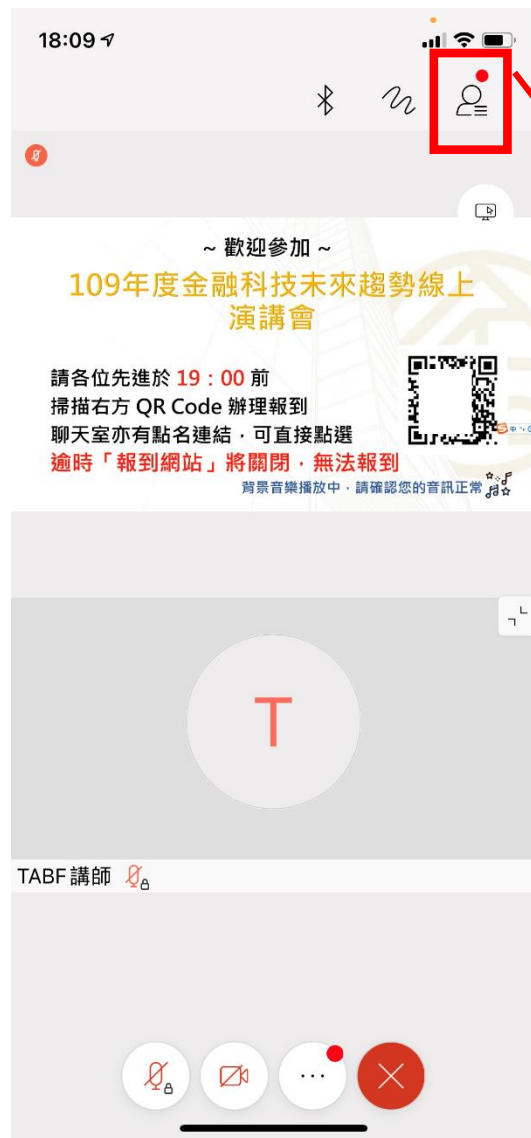 18:09
~ 歡迎參加 ~
109年度金融科技未來趨勢線上
演講會
請各位先進於 19：00 前
掃描右方 QR Code 辦理報到
聊天室亦有點名連結，可直接點選
逾時「報到網站」將關閉，無法報到
背景音樂播放中，請確認您的音訊正常
T
TABF 講師